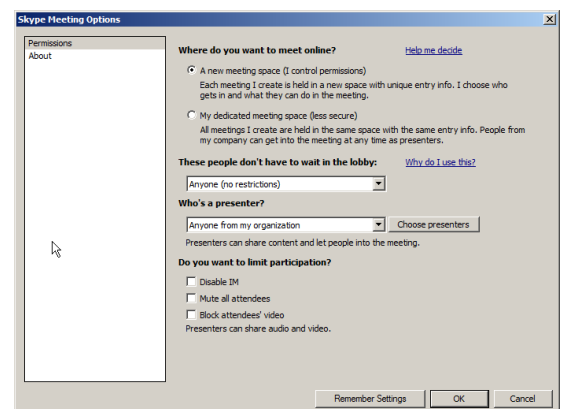 Skype Meeting Options
Permissions
About
Where do you want to meet online?
Help me decide
A new meeting space (I control permissions)
Each meeting I create is held in a new space with unique entry info. I choose who
gets in and what they can do in the meeting.
My dedicated meeting space (less secure)
All meetings I create are held in the same space with the same entry info. People from
my company can get into the meeting at any time as presenters.
These people don't have to wait in the lobby:
Why do I use this?
Anyone (no restrictions)
Who's a presenter?
Anyone from my organization
Choose presenters
Presenters can share content and let people into the meeting.
Do you want to limit participation?
Disable IM
Mute all attendees
Block attendees' video
Presenters can share audio and video.
Remember Settings
OK
Cancel